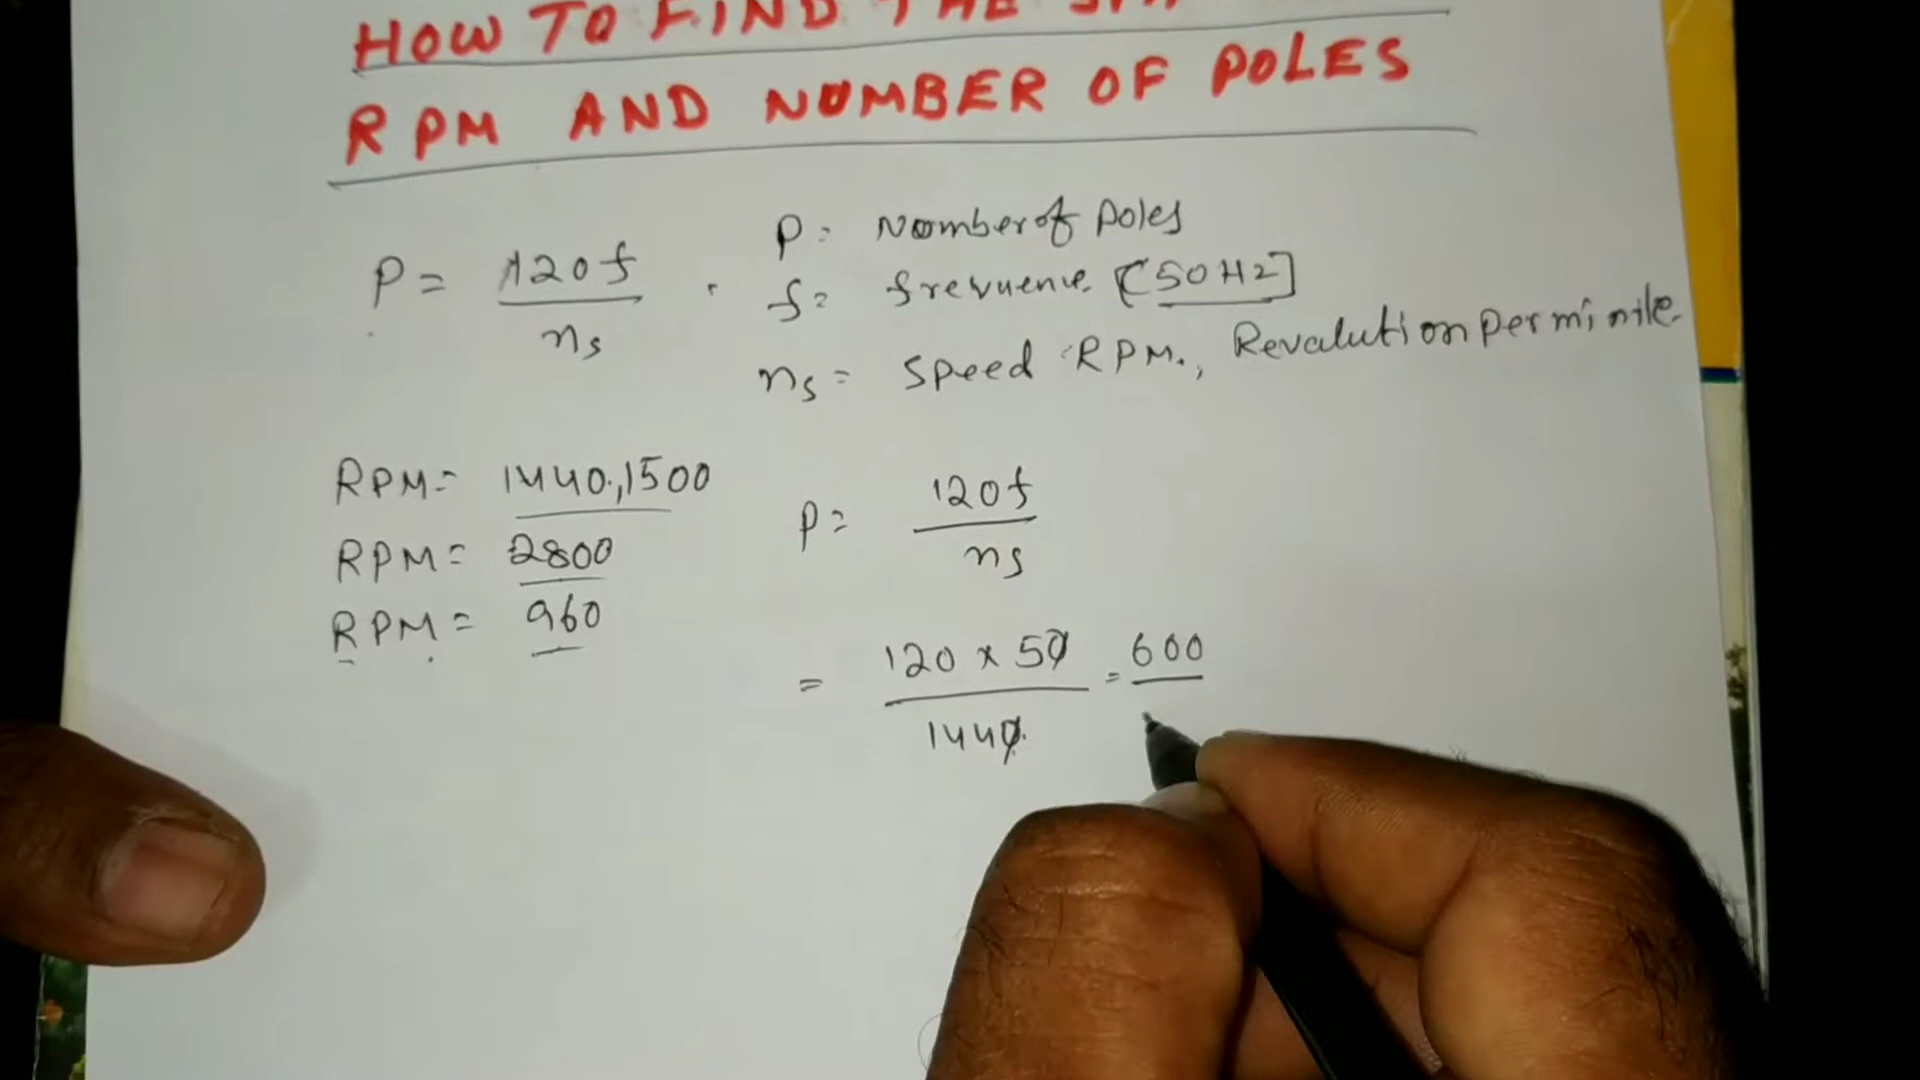 HOW TO FIND THE
RPM AND NUMBER OF POLES
P = 120f / ns
P = Number of Poles
f = frevuence [50Hz]
ns = Speed RPM., Revalution per minite
RPM = 1440, 1500
RPM = 2800
RPM = 960
P = 120f / ns
= 120 x 50 / 1440 = 600